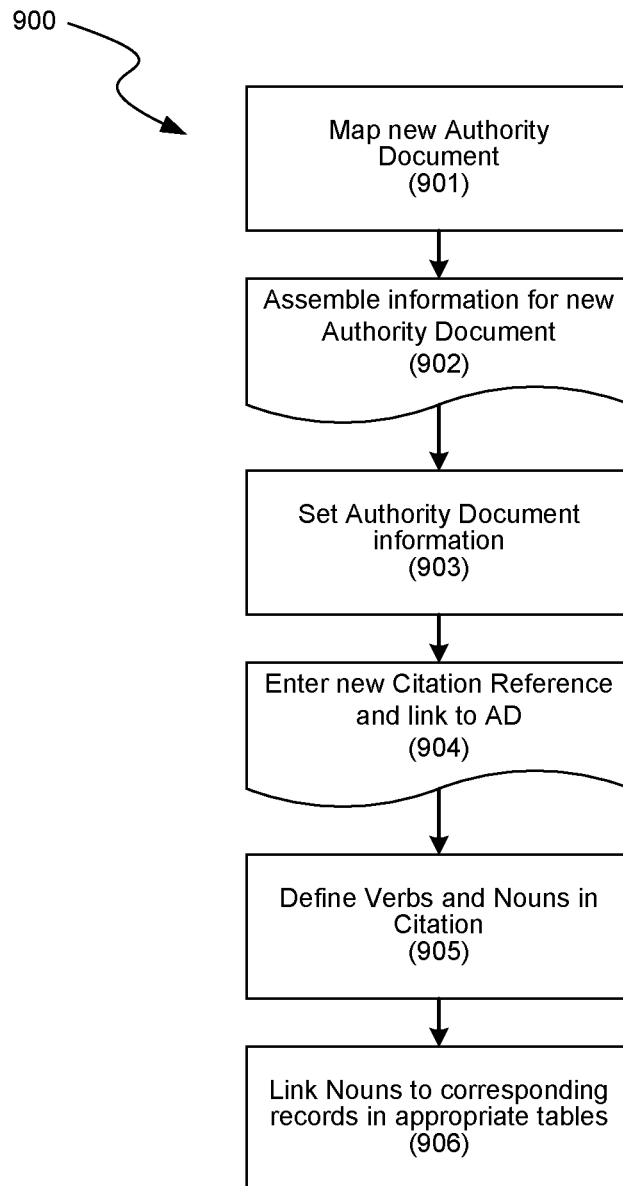 900
Map new Authority
Document
(901)
Assemble information for new
Authority Document
(902)
Set Authority Document
information
(903)
Enter new Citation Reference
and link to AD
(904)
Define Verbs and Nouns in
Citation
(905)
Link Nouns to corresponding
records in appropriate tables
(906)